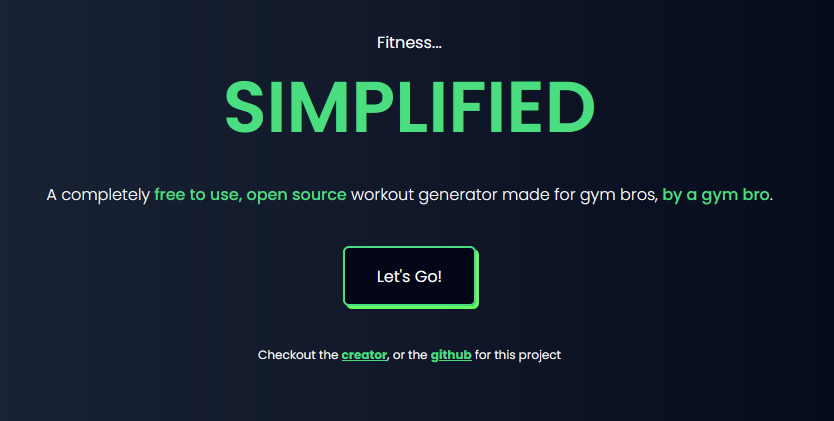 Fitness...
SIMPLIFIED
A completely free to use, open source workout generator made for gym bros, by a gym bro.
Let's Go!
Checkout the creator, or the github for this project